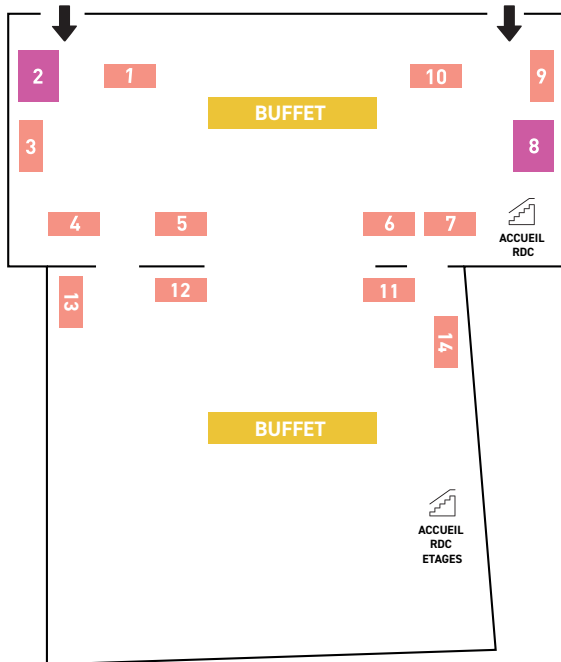 2
1
10
9
BUFFET
3
8
4
5
6
7
ACCUEIL
RDC
13
12
11
14
BUFFET
ACCUEIL
RDC
ETAGES